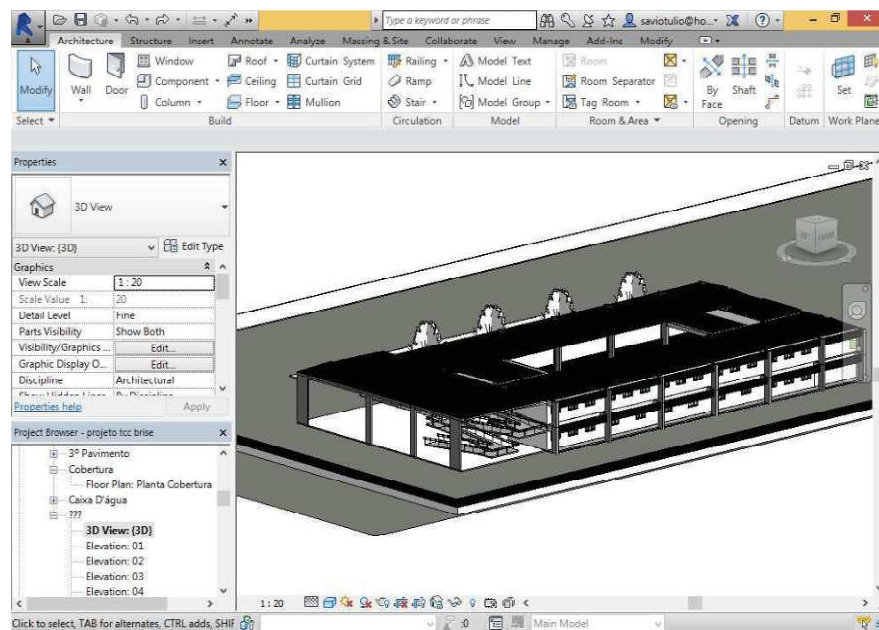 Type a keyword or phrase
saviotulio@ho...
Architecture Structure Insert Annotate Analyze Massing & Site Collaborate View Manage Add-Ins Modify
Modify
Wall
Door
Window
Component
Column
Roof
Ceiling
Floor
Curtain System
Curtain Grid
Mullion
Railing
Ramp
Stair
Model Text
Model Line
Model Group
Room
Room Separator
Tag Room
By Face
Shaft
Set
Select
Build
Circulation
Model
Room & Area
Opening
Datum
Work Plane
Properties
3D View
3D View: {3D}
Edit Type
Graphics
View Scale 1 : 20
Scale Value 1: 20
Detail Level Fine
Parts Visibility Show Both
Visibility/Graphics ... Edit...
Graphic Display O... Edit...
Discipline Architectural
Properties help
Apply
Project Browser - projeto tcc brise
3º Pavimento
Cobertura
Floor Plan: Planta Cobertura
Caixa D'água
???
3D View: {3D}
Elevation: 01
Elevation: 02
Elevation: 03
Elevation: 04
1 : 20
Click to select, TAB for alternates, CTRL adds, SHIF
:0
Main Model